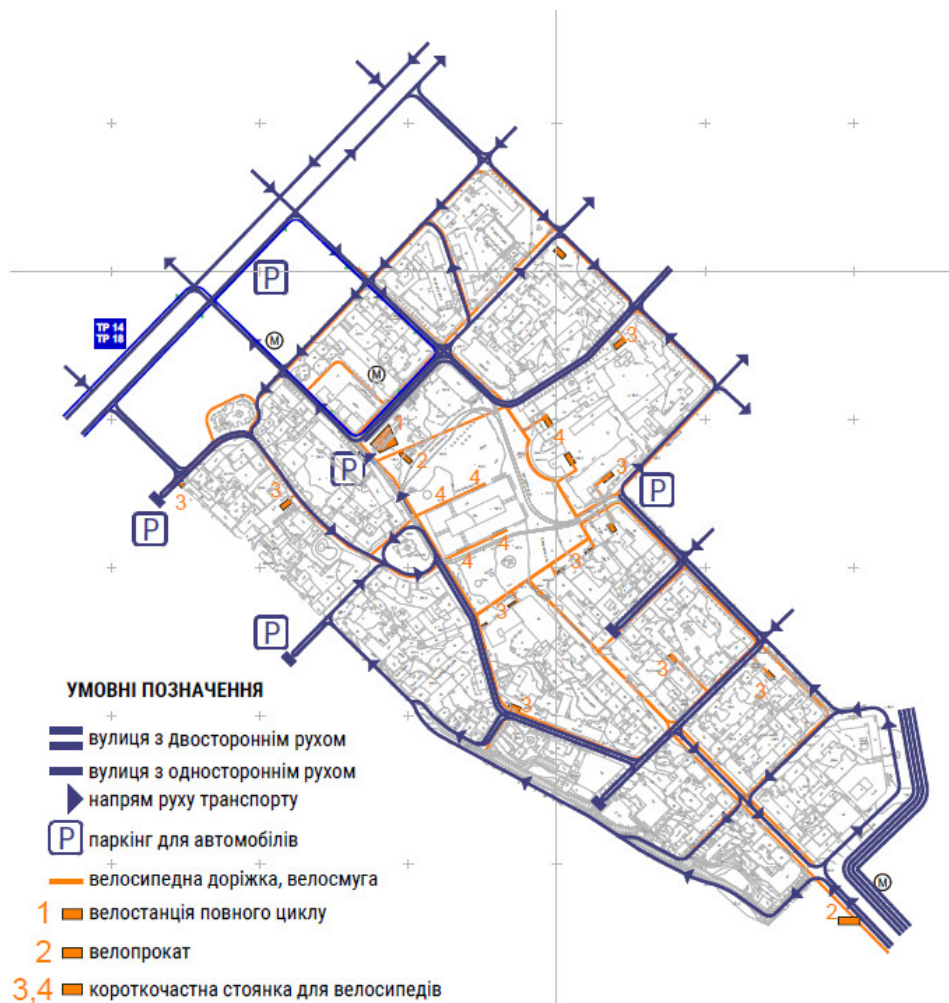 P
М
ТР 14
ТР 18
3
М
1
4
P
2
3
3
4
3
P
4
P
4
4
3
P
3
3
3
УМОВНІ ПОЗНАЧЕННЯ
3
вулиця з двостороннім рухом
вулиця з одностороннім рухом
напрям руху транспорту
P паркінг для автомобілів
велосипедна доріжка, велосмуга
М
1 велостанція повного циклу
2
2 велопрокат
3,4 короткочастна стоянка для велосипедів